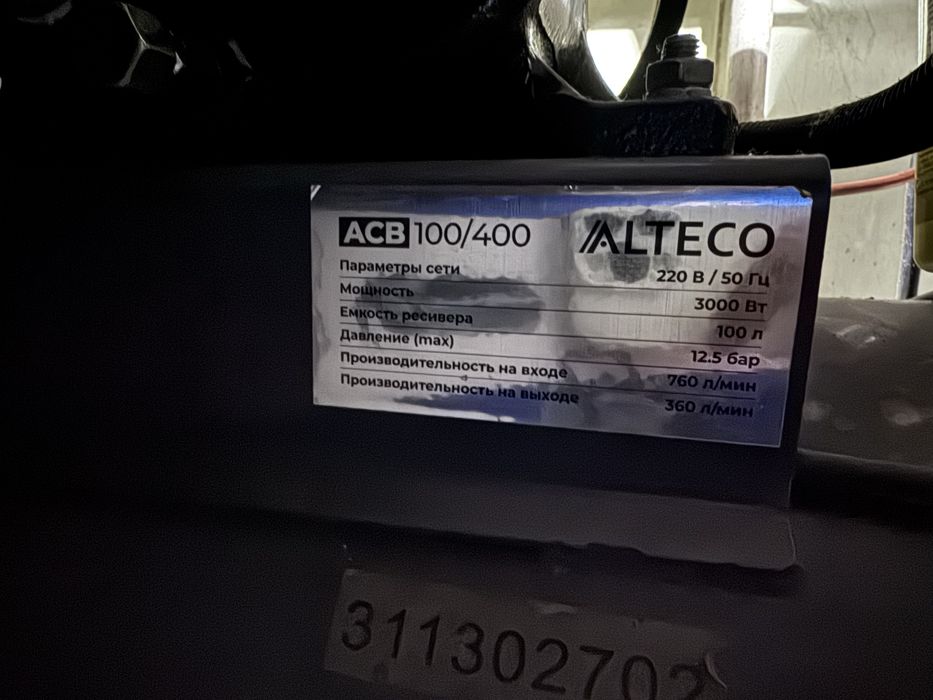 ACB 100/400 ALTECO
Параметры сети 220 В / 50 Гц
Мощность 3000 Вт
Емкость ресивера 100 л
Давление (max) 12.5 бар
Производительность на входе 760 л/мин
Производительность на выходе 360 л/мин
311302702